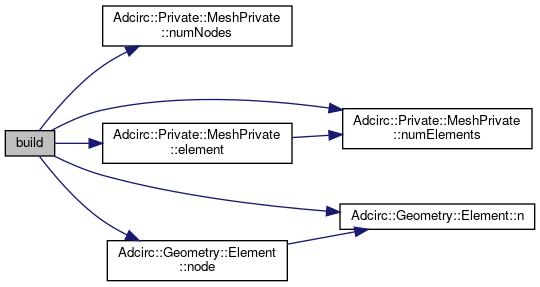 build
Adcirc::Private::MeshPrivate
::numNodes
Adcirc::Private::MeshPrivate
::element
Adcirc::Geometry::Element
::node
Adcirc::Private::MeshPrivate
::numElements
Adcirc::Geometry::Element::n